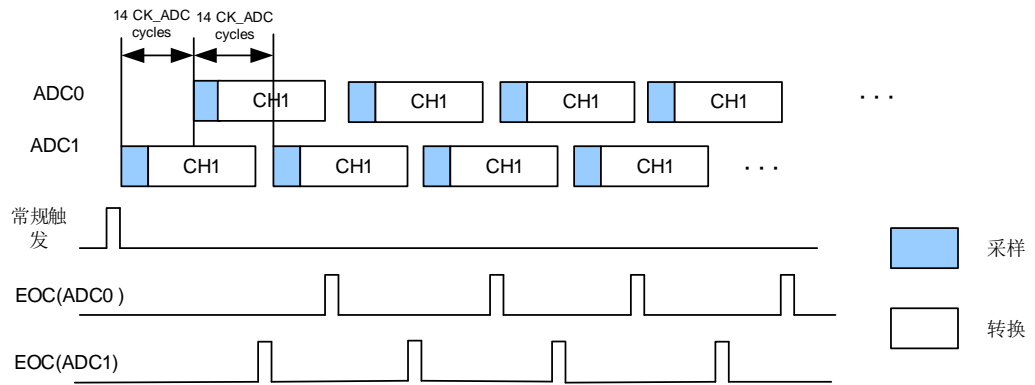 14 CK_ADC cycles
14 CK_ADC cycles
ADC0
CH1
CH1
CH1
CH1
. . .
ADC1
CH1
CH1
CH1
CH1
. . .
常规触
发
采样
EOC(ADC0 )
转换
EOC(ADC1)